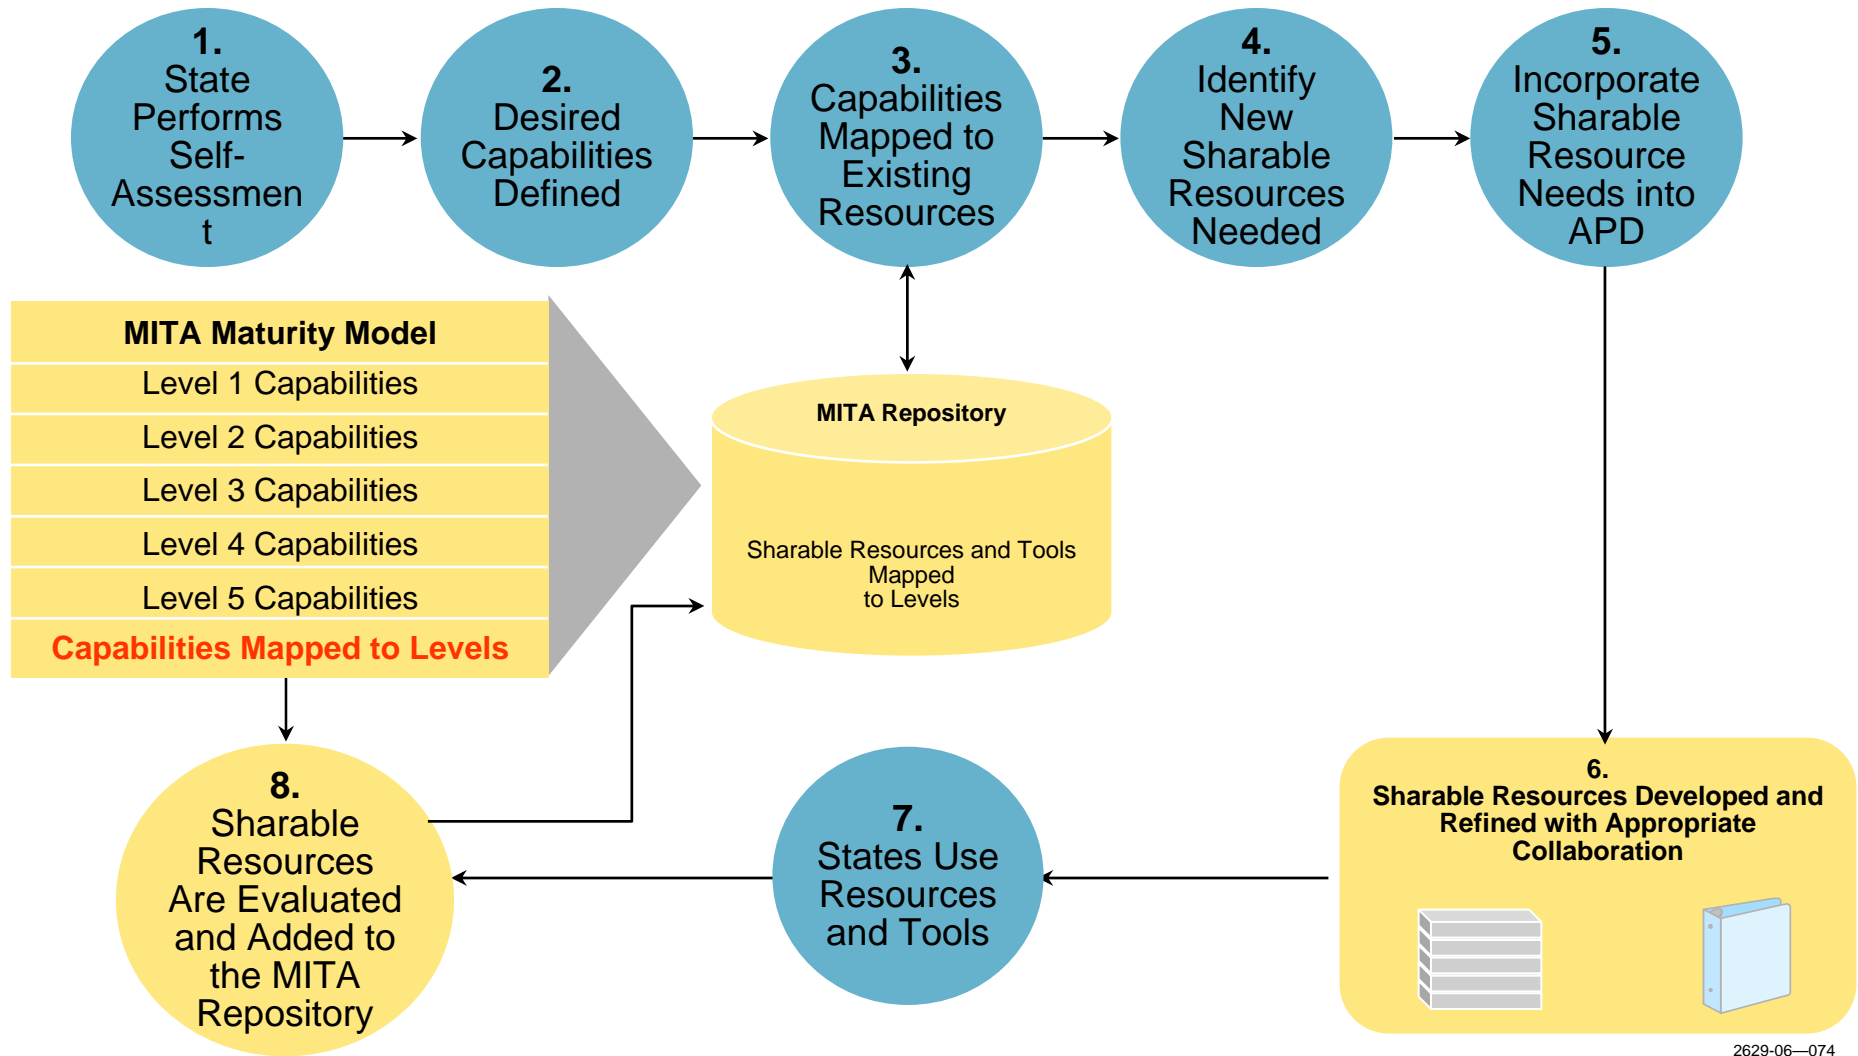 1.
State
Performs
Self-
Assessmen
t
2.
Desired
Capabilities
Defined
3.
Capabilities
Mapped to
Existing
Resources
4.
Identify
New
Sharable
Resources
Needed
5.
Incorporate
Sharable
Resource
Needs into
APD
MITA Maturity Model
Level 1 Capabilities
Level 2 Capabilities
Level 3 Capabilities
Level 4 Capabilities
Level 5 Capabilities
Capabilities Mapped to Levels
MITA Repository
Sharable Resources and Tools
Mapped
to Levels
6.
Sharable Resources Developed and
Refined with Appropriate
Collaboration
7.
States Use
Resources
and Tools
8.
Sharable
Resources
Are Evaluated
and Added to
the MITA
Repository
2629-06—074